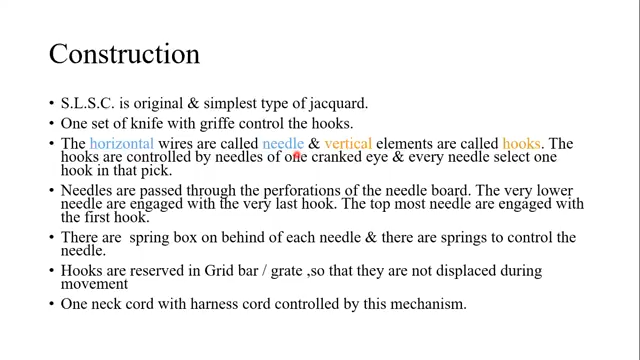 Construction
• S.L.S.C. is original & simplest type of jacquard.
• One set of knife with griffe control the hooks.
• The horizontal wires are called needle & vertical elements are called hooks. The
hooks are controlled by needles of one cranked eye & every needle select one
hook in that pick.
• Needles are passed through the perforations of the needle board. The very lower
needle are engaged with the very last hook. The top most needle are engaged with
the first hook.
• There are spring box on behind of each needle & there are springs to control the
needle.
• Hooks are reserved in Grid bar / grate ,so that they are not displaced during
movement
• One neck cord with harness cord controlled by this mechanism.